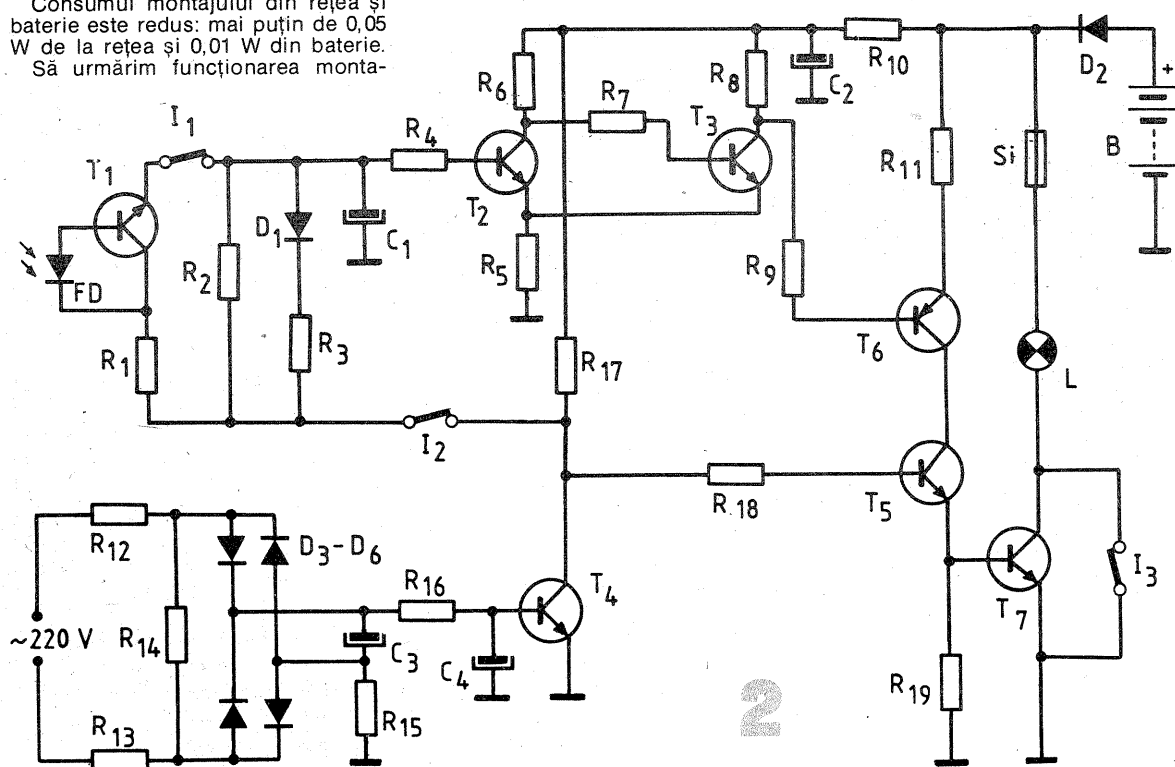 Consumul montajului din rețea și
baterie este redus: mai puțin de 0,05
W de la rețea și 0,01 W din baterie.
Să urmărim funcționarea monta-
R10
D2
+
C2
R6
R8
R7
T3
I1
R4
R11
Si
B
T1
T2
D1
C1
R2
R5
R9
FD
R3
T6
R1
R17
L
I2
R18
T5
R12
D3-D6
R16
T4
I3
T7
~220 V
R14
C3
C4
R19
R15
R13
2